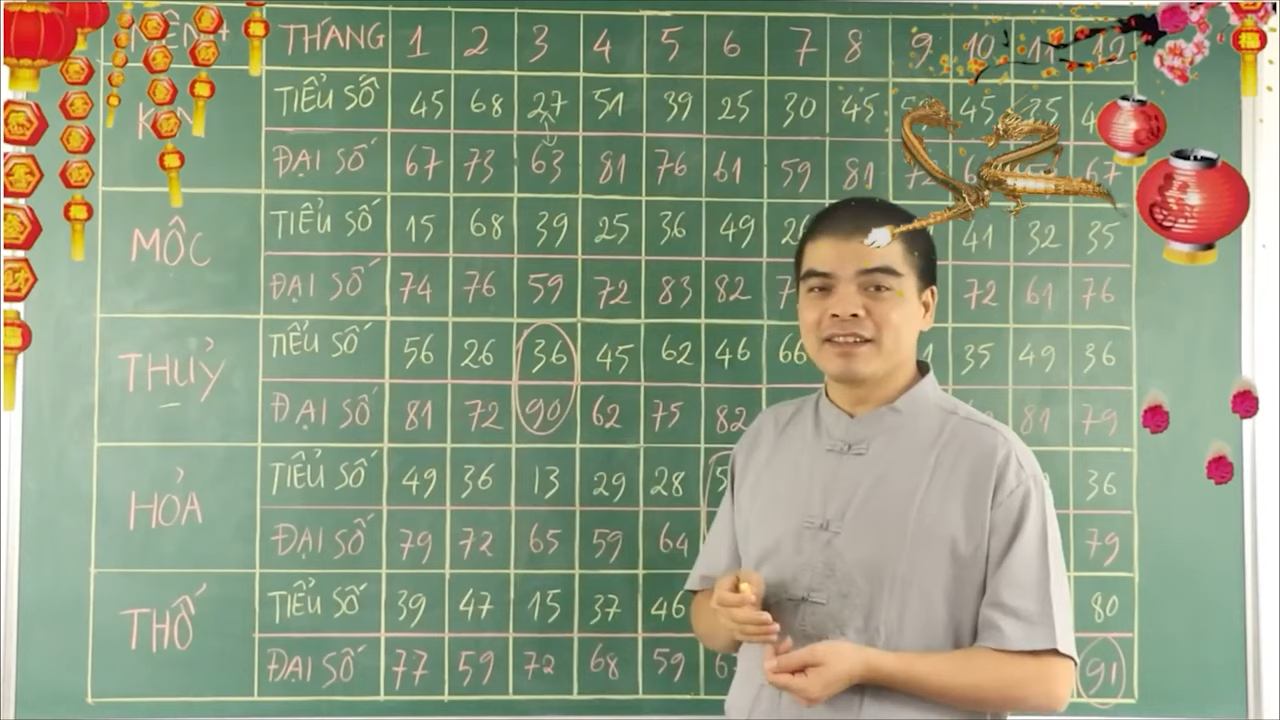 THÁNG 1 2 3 4 5 6 7 8 9 10 11 12
TIỂU SỐ 45 68 27 51 39 25 30 45 45
ĐẠI SỐ 67 73 63 81 76 61 59 81 67
MỘC
TIỂU SỐ 15 68 39 25 36 49 41 32 35
ĐẠI SỐ 74 76 59 72 83 82 72 61 76
THUỶ
TIỂU SỐ 56 26 36 45 62 46 66 35 49 36
ĐẠI SỐ 81 72 90 62 75 82 81 79
HỎA
TIỂU SỐ 49 36 13 29 28 36
ĐẠI SỐ 79 72 65 59 64 79
THỐ
TIỂU SỐ 39 47 15 37 46 80
ĐẠI SỐ 77 59 72 68 59 91